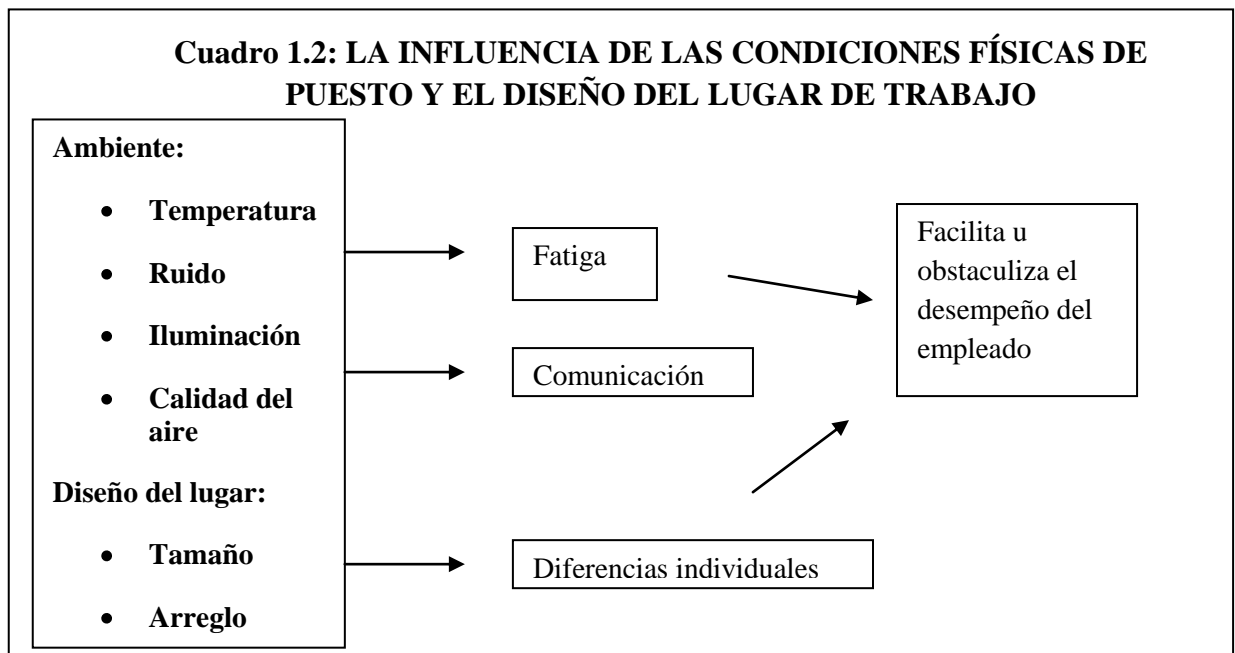 Cuadro 1.2: LA INFLUENCIA DE LAS CONDICIONES FÍSICAS DE
PUESTO Y EL DISEÑO DEL LUGAR DE TRABAJO
Ambiente:
• Temperatura
• Ruido
• Iluminación
• Calidad del
aire
Diseño del lugar:
• Tamaño
• Arreglo
Fatiga
Comunicación
Diferencias individuales
Facilita u
obstaculiza el
desempeño del
empleado